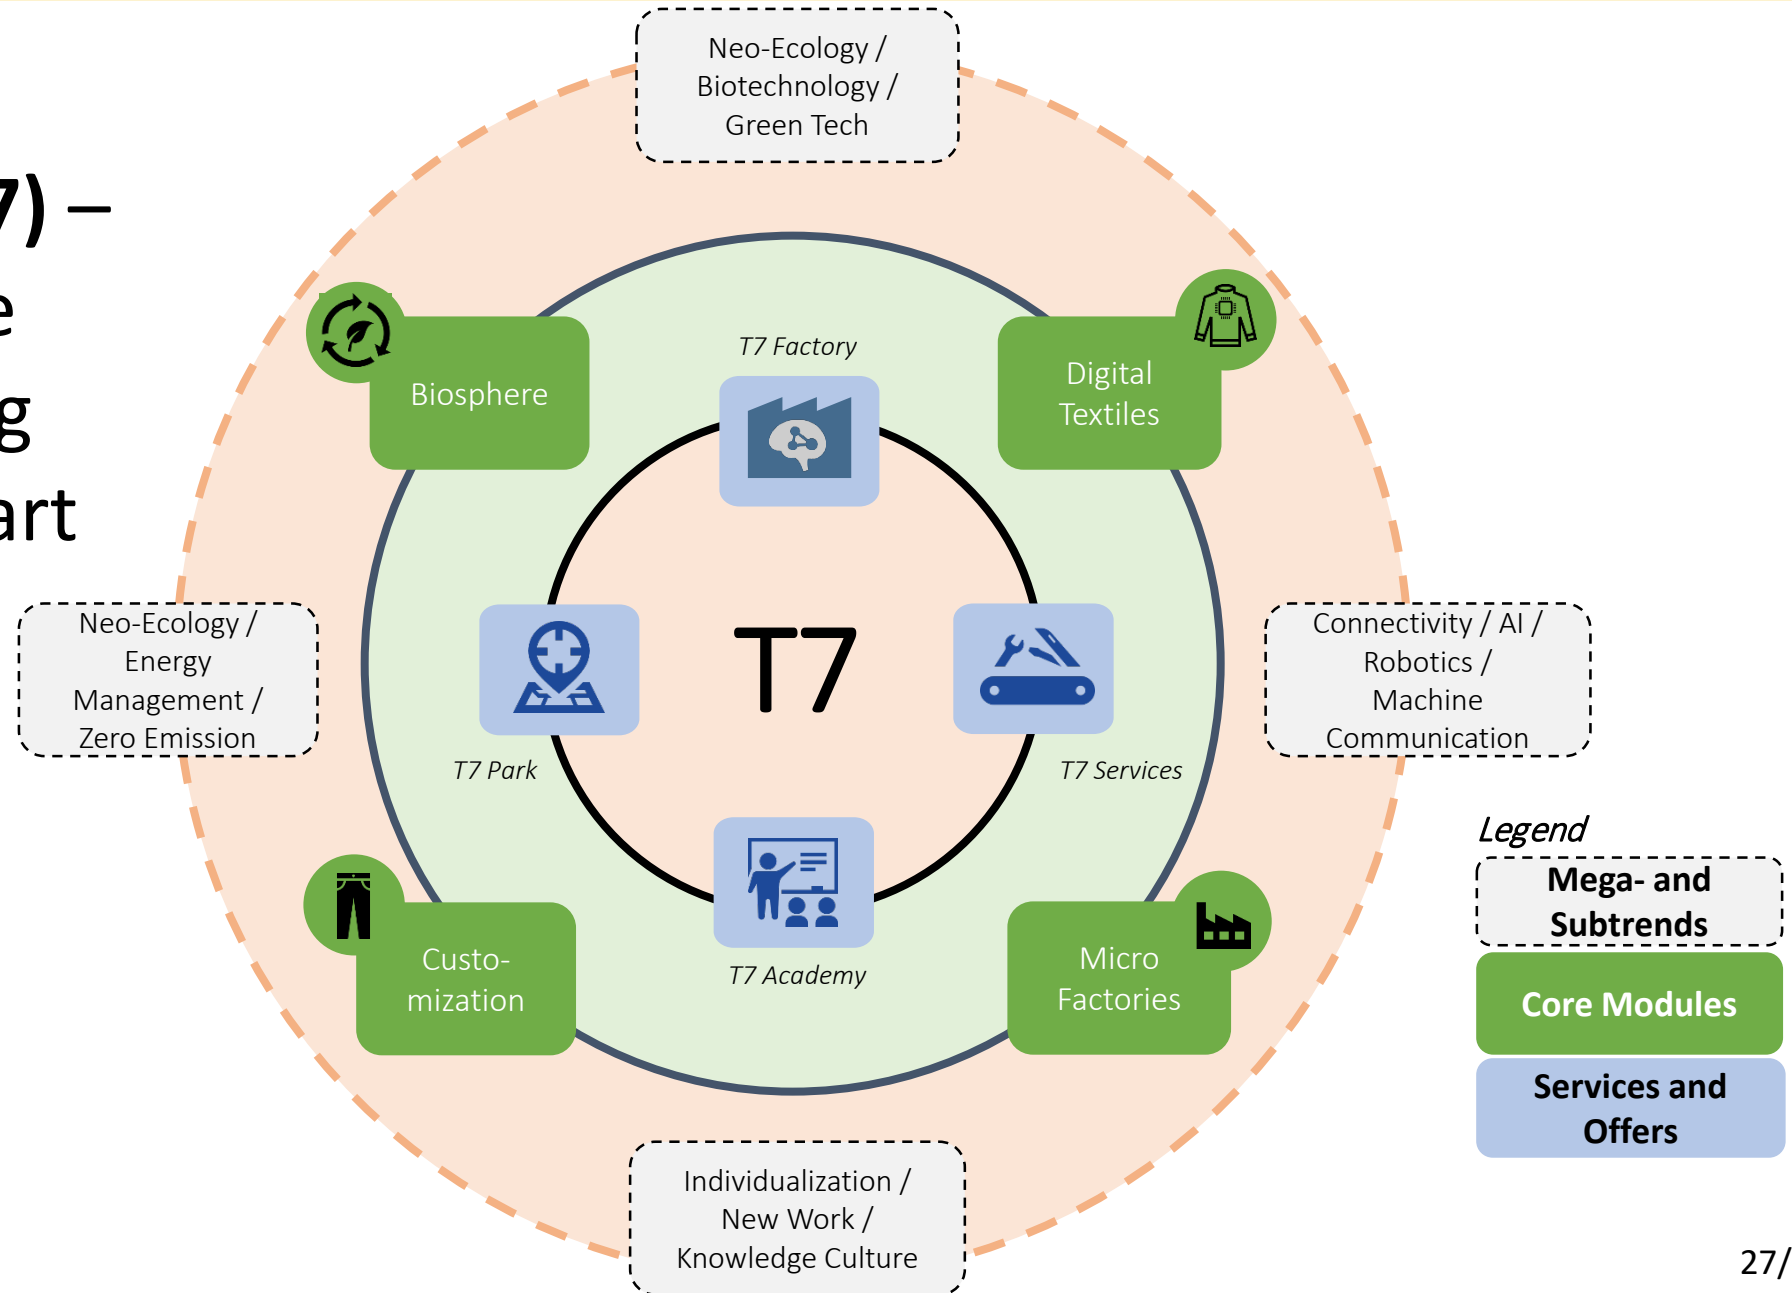 7) –
e
g
art
Neo-Ecology /
Biotechnology /
Green Tech
Biosphere
T7 Factory
Digital
Textiles
Neo-Ecology /
Energy
Management /
Zero Emission
T7
Connectivity / AI /
Robotics /
Machine
Communication
T7 Park
T7 Services
Custo-
mization
T7 Academy
Micro
Factories
Individualization /
New Work /
Knowledge Culture
Legend
Mega- and
Subtrends
Core Modules
Services and
Offers
27/